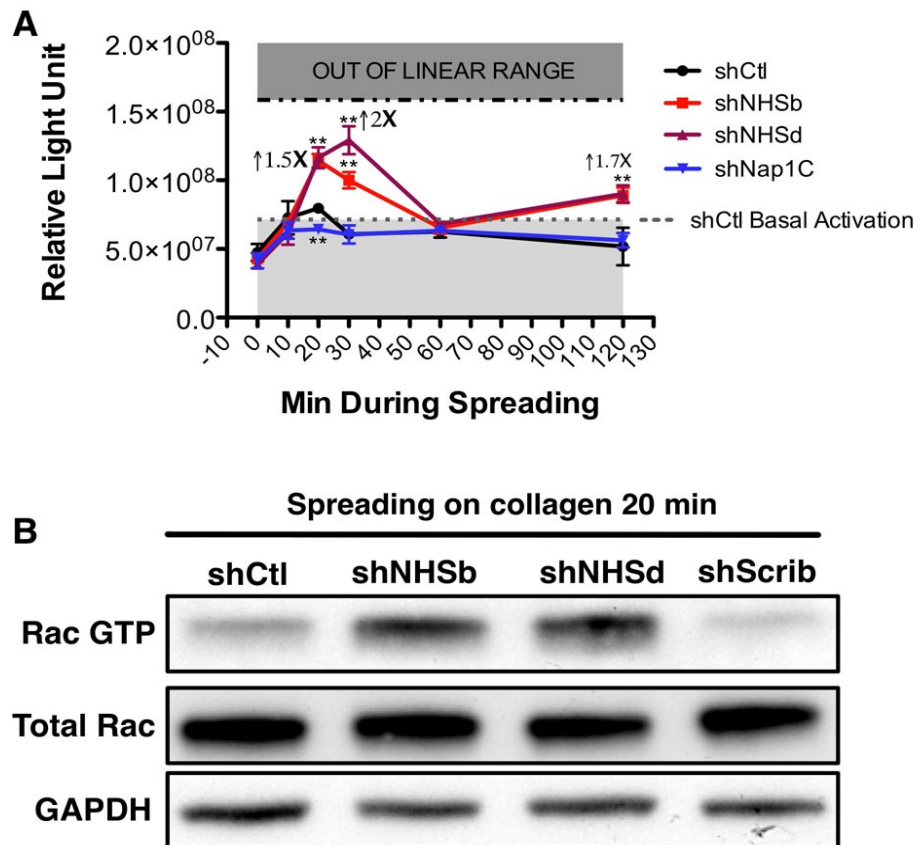 A
2.0×10⁰⁸
1.5×10⁰⁸
1.0×10⁰⁸
5.0×10⁰⁷
0.0
Relative Light Unit
OUT OF LINEAR RANGE
** ↑2X
↑1.5X ** **
**
↑1.7X
**
shCtl
shNHSb
shNHSd
shNap1C
shCtl Basal Activation
-10 0 10 20 30 40 50 60 70 80 90 100 110 120 130
Min During Spreading
B
Spreading on collagen 20 min
shCtl shNHSb shNHSd shScrib
Rac GTP
Total Rac
GAPDH